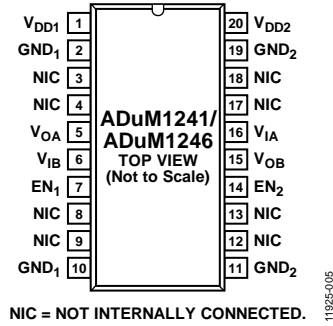 VDD1 1 20 VDD2
GND1 2 19 GND2
NIC 3 18 NIC
NIC 4 17 NIC
ADuM1241/
VOA 5 16 VIA
ADuM1246
VIB 6 TOP VIEW 15 VOB
(Not to Scale)
EN1 7 14 EN2
NIC 8 13 NIC
NIC 9 12 NIC
GND1 10 11 GND2
NIC = NOT INTERNALLY CONNECTED.
11925-005